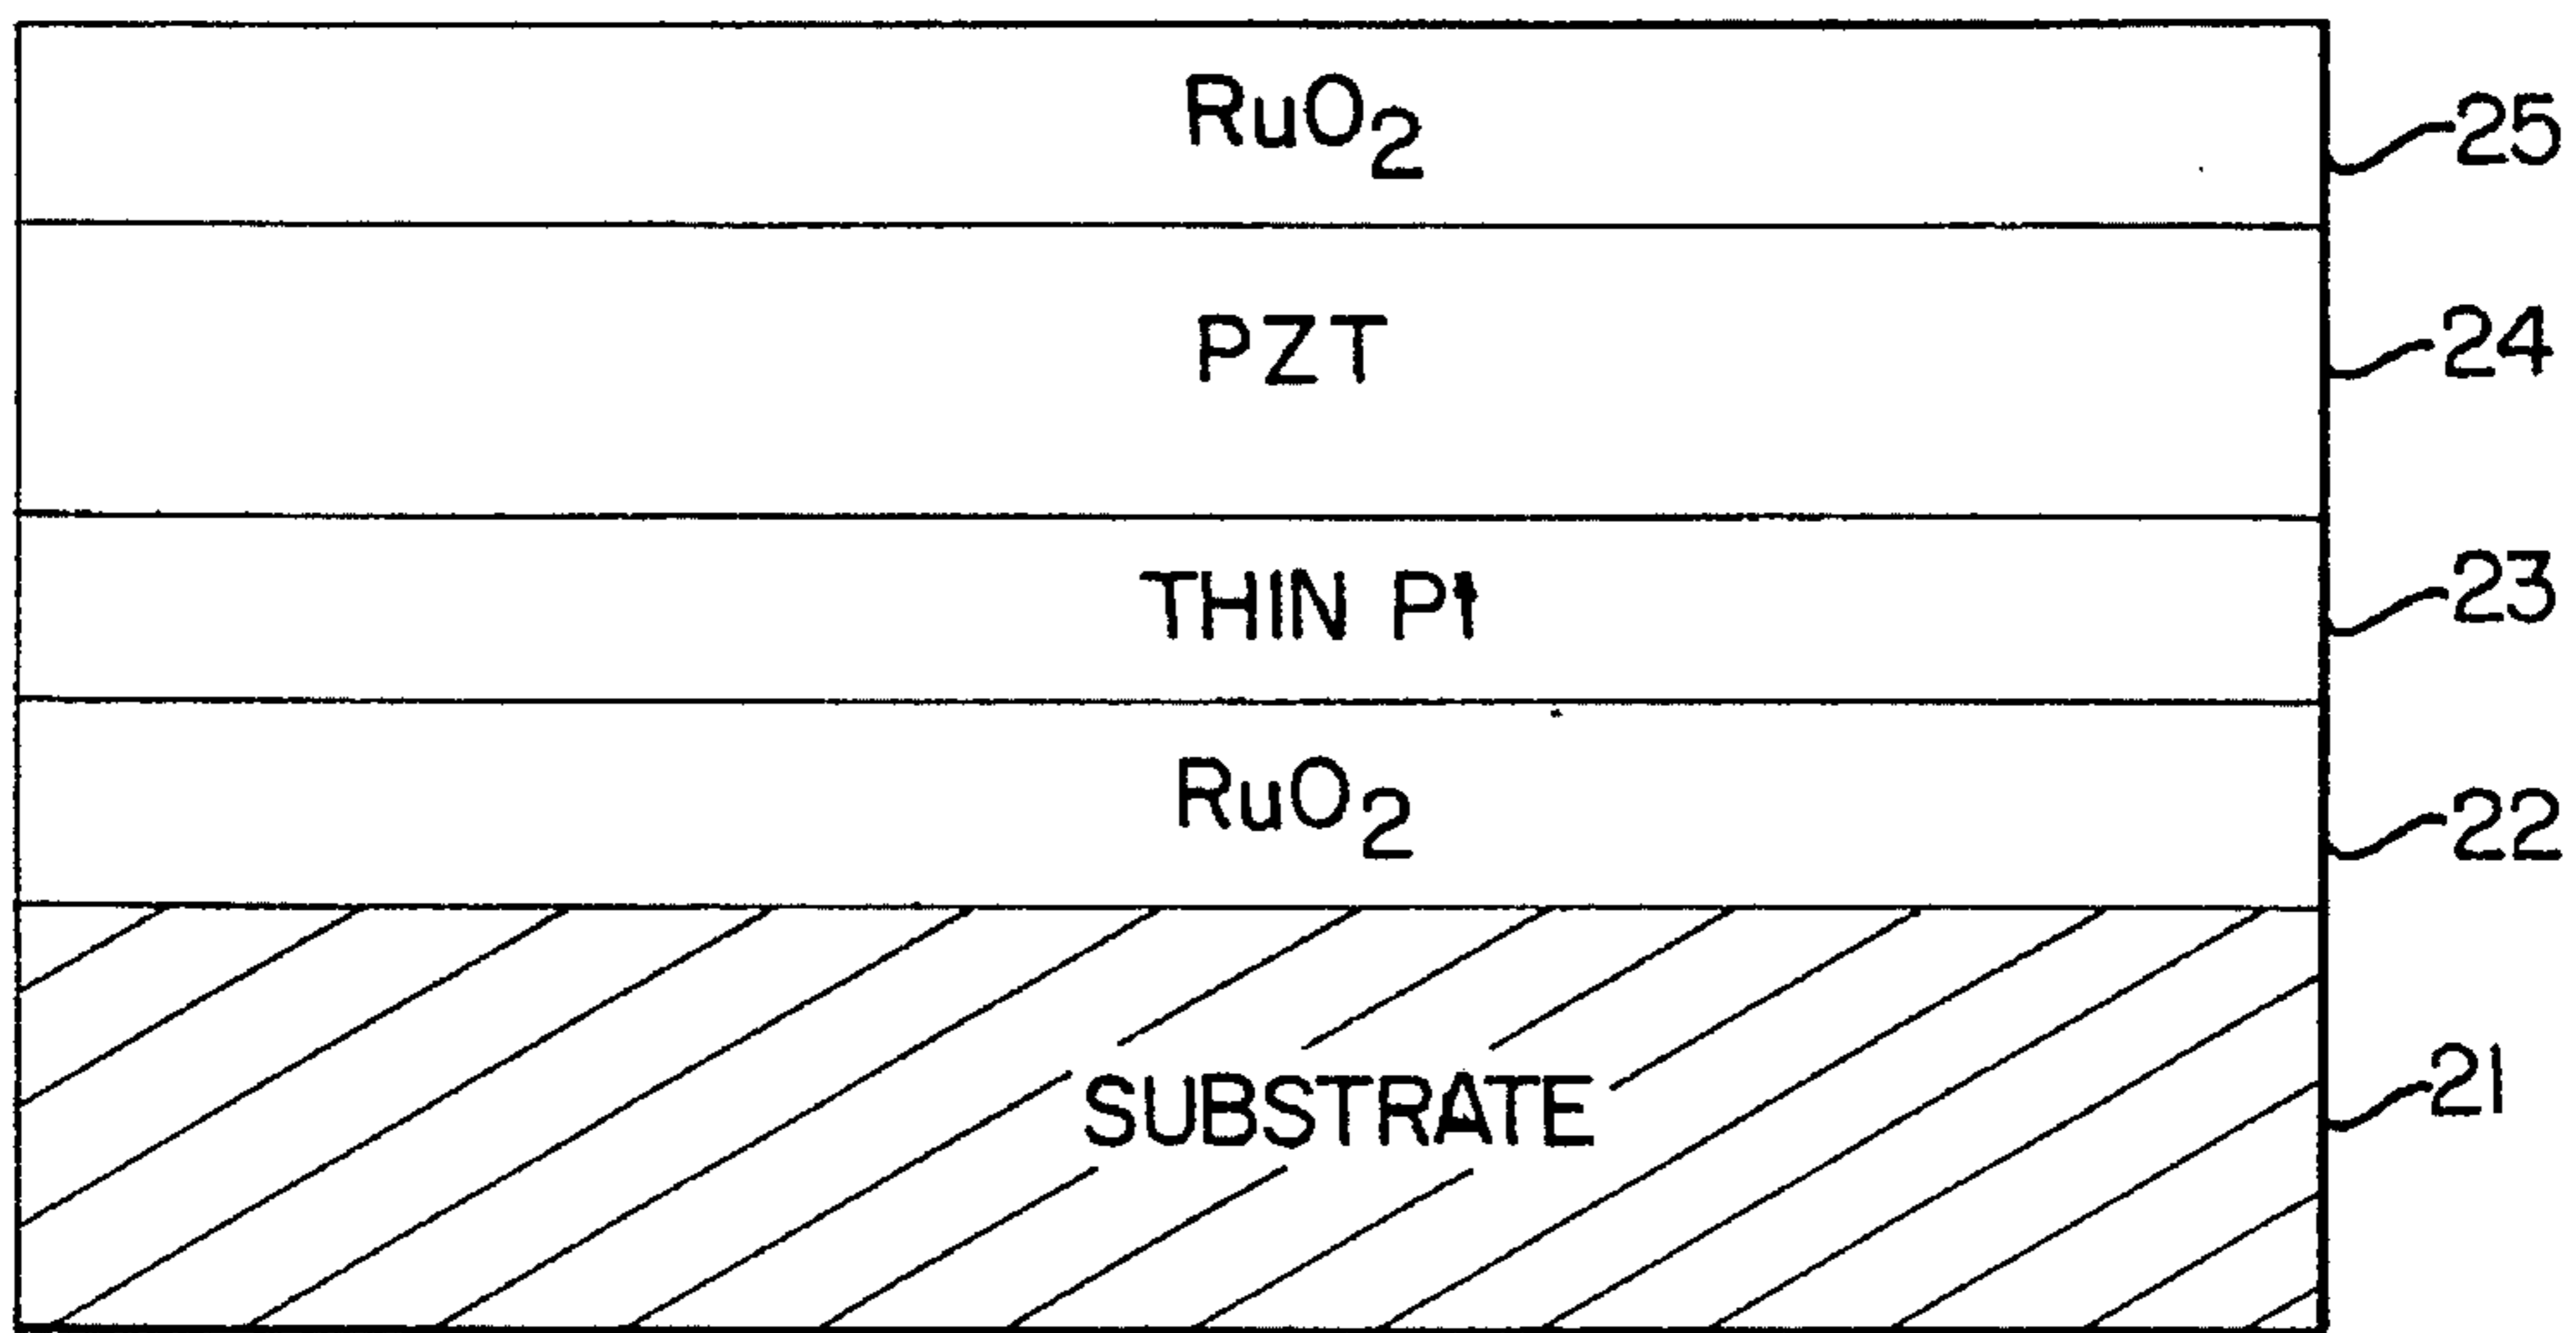 RuO₂ 25
PZT 24
THIN Pt 23
RuO₂ 22
SUBSTRATE 21